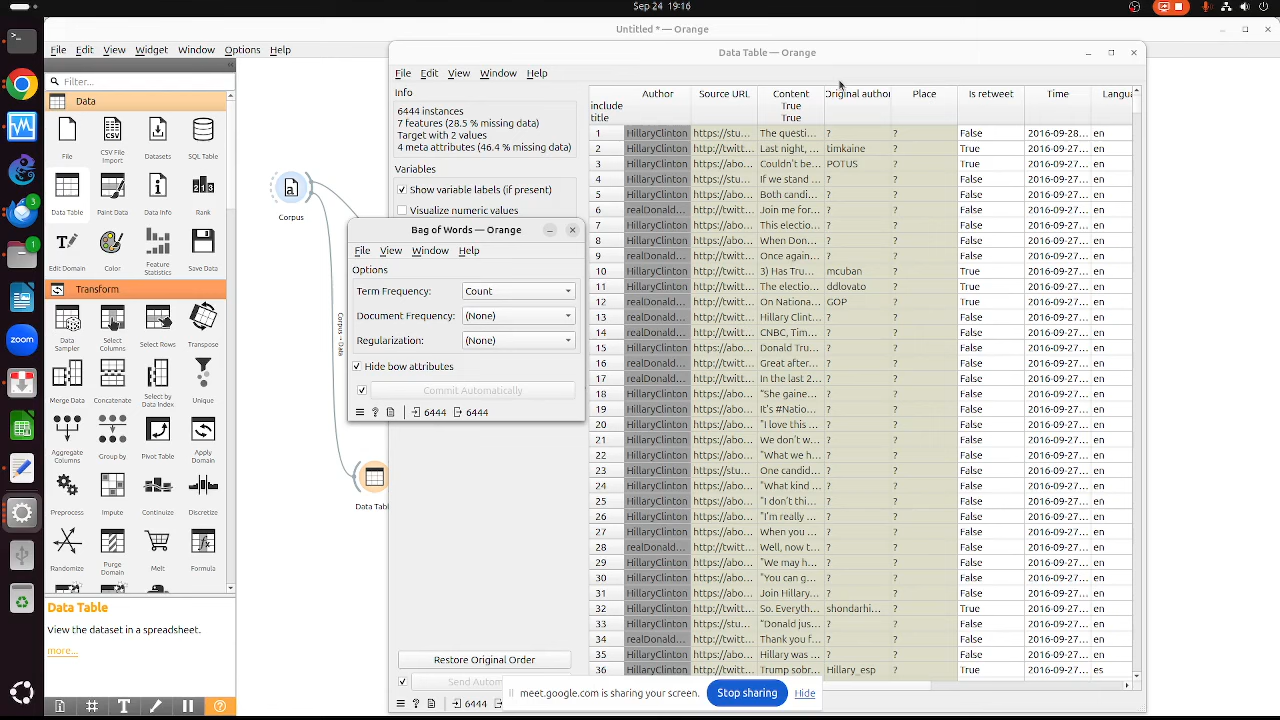 Sep 24 19:16
Untitled * — Orange
File Edit View Widget Window Options Help
Filter...
Data
File CSV File Import Datasets SQL Table
Data Table Paint Data Data Info Rank
Edit Domain Color Feature Statistics Save Data
Transform
Data Sampler Select Columns Select Rows Transpose
Merge Data Concatenate Select by Data Index Unique
Aggregate Columns Group by Pivot Table Apply Domain
Preprocess Impute Continuize Discretize
Randomize Purge Domain Melt Formula
Data Table
View the dataset in a spreadsheet.
more...
3
1
zoom
Corpus
Corpus → Data
Data Tabl
Data Table — Orange
File Edit View Window Help
Info
6444 instances
7 features (28.5 % missing data)
Target with 2 values
4 meta attributes (46.4 % missing data)
Variables
Show variable labels (if present)
Visualize numeric values
Restore Original Order
Send Autom
6444
Bag of Words — Orange
File View Window Help
Options
Term Frequency: Count
Document Frequency: (None)
Regularization: (None)
Hide bow attributes
Commit Automatically
6444 6444
include title Author Source URL Content True True Original author Place Is retweet Time Langua
1 HillaryClinton https://stu... The questi... ? ? False 2016-09-28... en
2 HillaryClinton http://twitt... Last night, ... timkaine ? True 2016-09-27... en
3 HillaryClinton https://abo... Couldn't be... POTUS ? True 2016-09-27... en
4 HillaryClinton https://stu... If we stand ... ? ? False 2016-09-27... en
5 HillaryClinton https://abo... Both candi... ? ? False 2016-09-27... en
6 realDonald... http://twitt... Join me for... ? ? False 2016-09-27... en
7 HillaryClinton https://abo... This electio... ? ? False 2016-09-27... en
8 HillaryClinton https://abo... When Don... ? ? False 2016-09-27... en
9 realDonald... http://twitt... Once again... ? ? False 2016-09-27... en
10 HillaryClinton https://abo... 3) Has Tru... mcuban ? True 2016-09-27... en
11 HillaryClinton https://abo... The electio... ddlovato ? True 2016-09-27... en
12 realDonald... http://twitt... On Nationa... GOP ? True 2016-09-27... en
13 realDonald... http://twitt... Hillary Clint... ? ? False 2016-09-27... en
14 realDonald... http://twitt... CNBC, Tim... ? ? False 2016-09-27... en
15 HillaryClinton https://abo... Donald Tru... ? ? False 2016-09-27... en
16 realDonald... http://twitt... Great after... ? ? False 2016-09-27... en
17 realDonald... http://twitt... In the last 2... ? ? False 2016-09-27... en
18 HillaryClinton https://abo... "She gaine... ? ? False 2016-09-27... en
19 HillaryClinton https://abo... It's #Natio... ? ? False 2016-09-27... en
20 HillaryClinton https://abo... "I love this ... ? ? False 2016-09-27... en
21 HillaryClinton https://abo... We don't w... ? ? False 2016-09-27... en
22 HillaryClinton https://abo... "What we h... ? ? False 2016-09-27... en
23 HillaryClinton https://stu... One candid... ? ? False 2016-09-27... en
24 HillaryClinton https://abo... "What kind ... ? ? False 2016-09-27... en
25 HillaryClinton https://abo... "I don't thi... ? ? False 2016-09-27... en
26 HillaryClinton https://abo... "I'm really ... ? ? False 2016-09-27... en
27 HillaryClinton https://abo... When you ... ? ? False 2016-09-27... en
28 realDonald... http://twitt... Well, now t... ? ? False 2016-09-27... en
29 HillaryClinton https://abo... "We may h... ? ? False 2016-09-27... en
30 HillaryClinton https://abo... "You can g... ? ? False 2016-09-27... en
31 HillaryClinton https://abo... Join Hillary... ? ? False 2016-09-27... en
32 HillaryClinton http://twitt... So. Everyth... shondarhi... ? True 2016-09-27... en
33 HillaryClinton https://abo... "Donald jus... ? ? False 2016-09-27... en
34 realDonald... http://twitt... Thank you f... ? ? False 2016-09-27... en
35 HillaryClinton https://abo... Hillary was ... ? ? False 2016-09-27... en
36 HillaryClinton http://twitt... Trump sobr... Hillary_esp ? True 2016-09-27... es
meet.google.com is sharing your screen. Stop sharing Hide